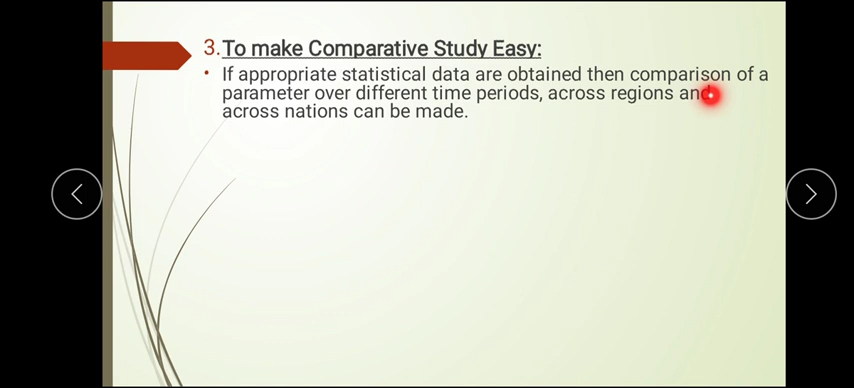 3. To make Comparative Study Easy:
• If appropriate statistical data are obtained then comparison of a
parameter over different time periods, across regions and
across nations can be made.